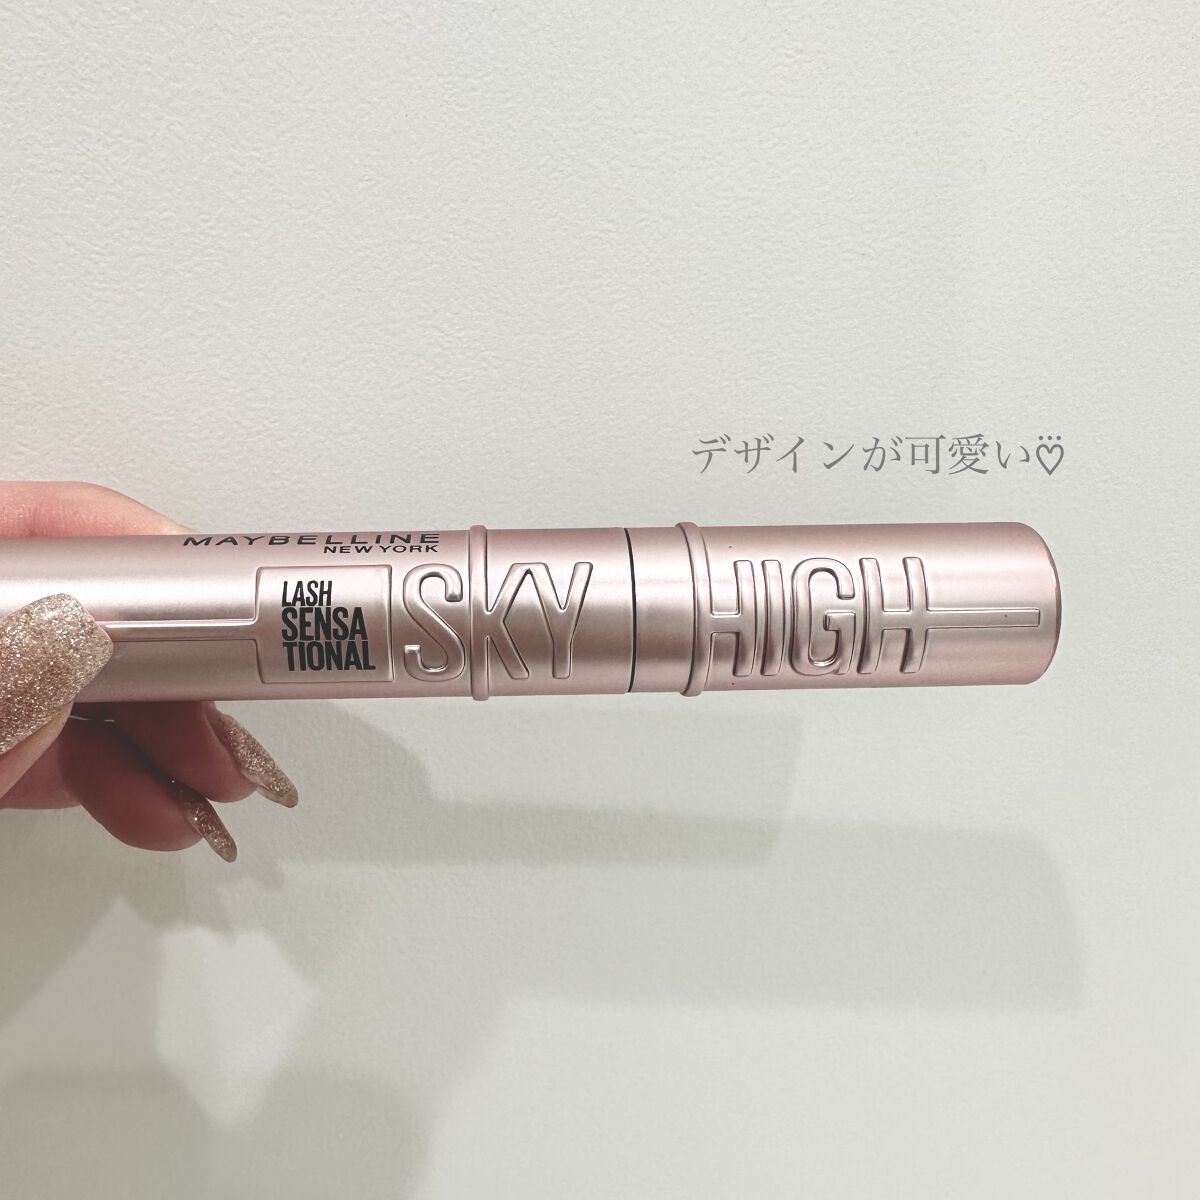 デザインが可愛い♡̈
MAYBELLINE
NEW YORK
LASH
SENSA
TIONAL
SKY HIGH